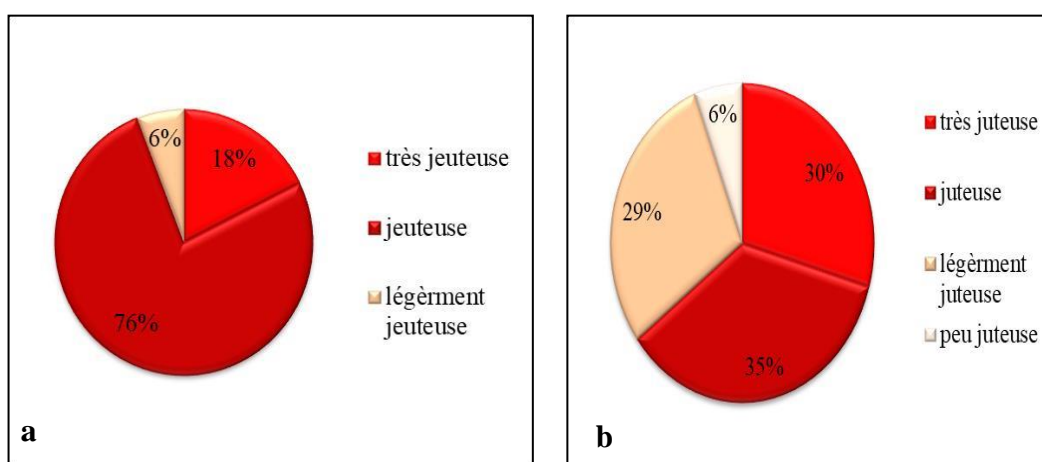 6%
18%
76%
très jeuteuse
jeuteuse
légèrment
jeuteuse
a
6%
30%
29%
35%
très juteuse
juteuse
légèrment
juteuse
peu juteuse
b